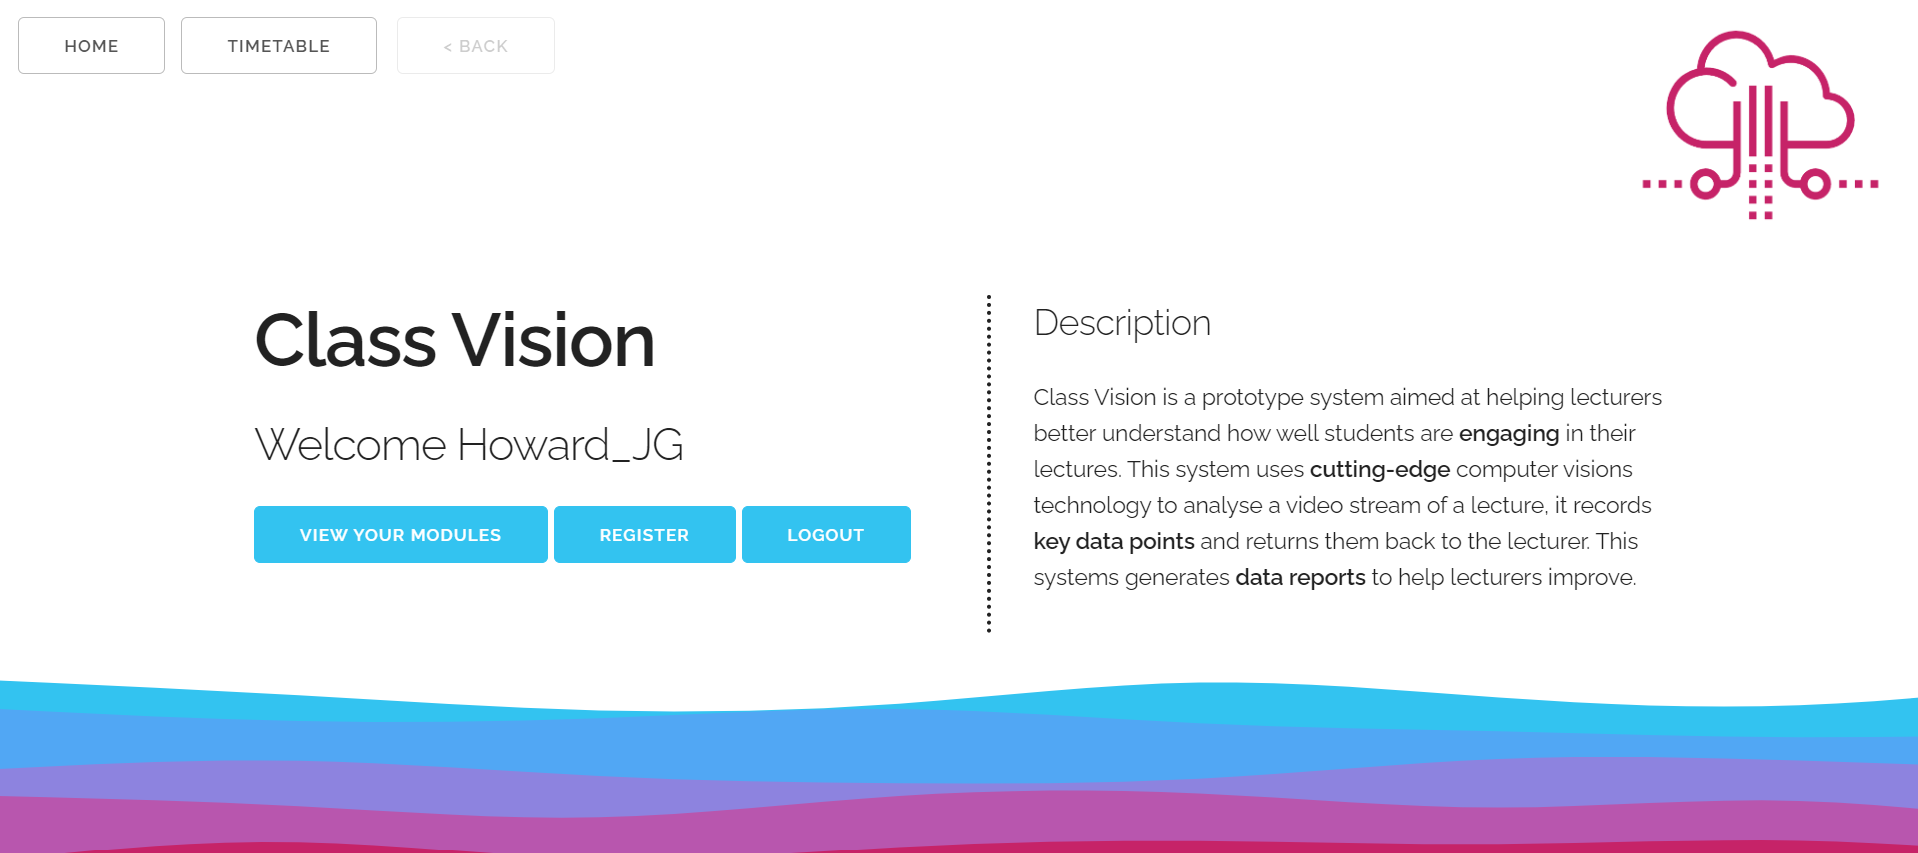 HOME
TIMETABLE
< BACK
Class Vision
Welcome Howard_JG
VIEW YOUR MODULES
REGISTER
LOGOUT
Description
Class Vision is a prototype system aimed at helping lecturers
better understand how well students are engaging in their
lectures. This system uses cutting-edge computer visions
technology to analyse a video stream of a lecture, it records
key data points and returns them back to the lecturer. This
systems generates data reports to help lecturers improve.